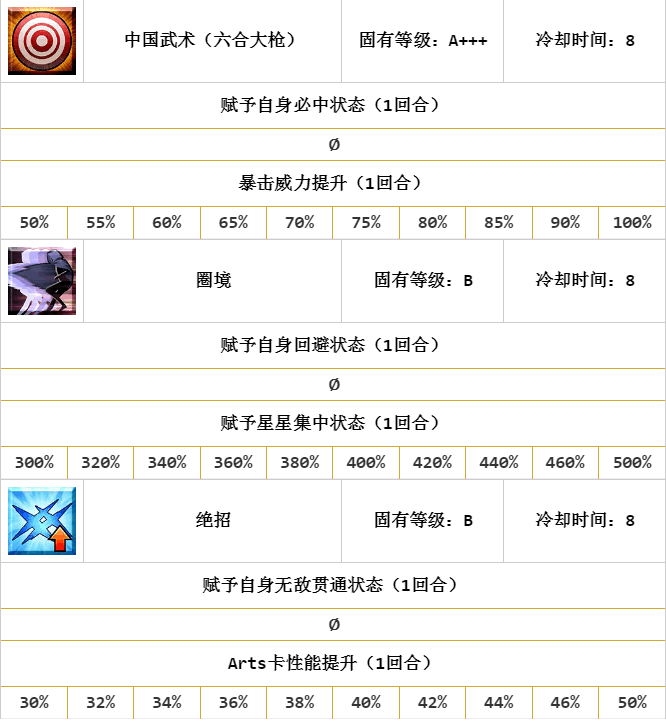 中国武术（六合大枪） 固有等级：A+++ 冷却时间：8
赋予自身必中状态（1回合）
Ø
暴击威力提升（1回合）
50% 55% 60% 65% 70% 75% 80% 85% 90% 100%
圈境 固有等级：B 冷却时间：8
赋予自身回避状态（1回合）
Ø
赋予星星集中状态（1回合）
300% 320% 340% 360% 380% 400% 420% 440% 460% 500%
绝招 固有等级：B 冷却时间：8
赋予自身无敌贯通状态（1回合）
Ø
Arts卡性能提升（1回合）
30% 32% 34% 36% 38% 40% 42% 44% 46% 50%